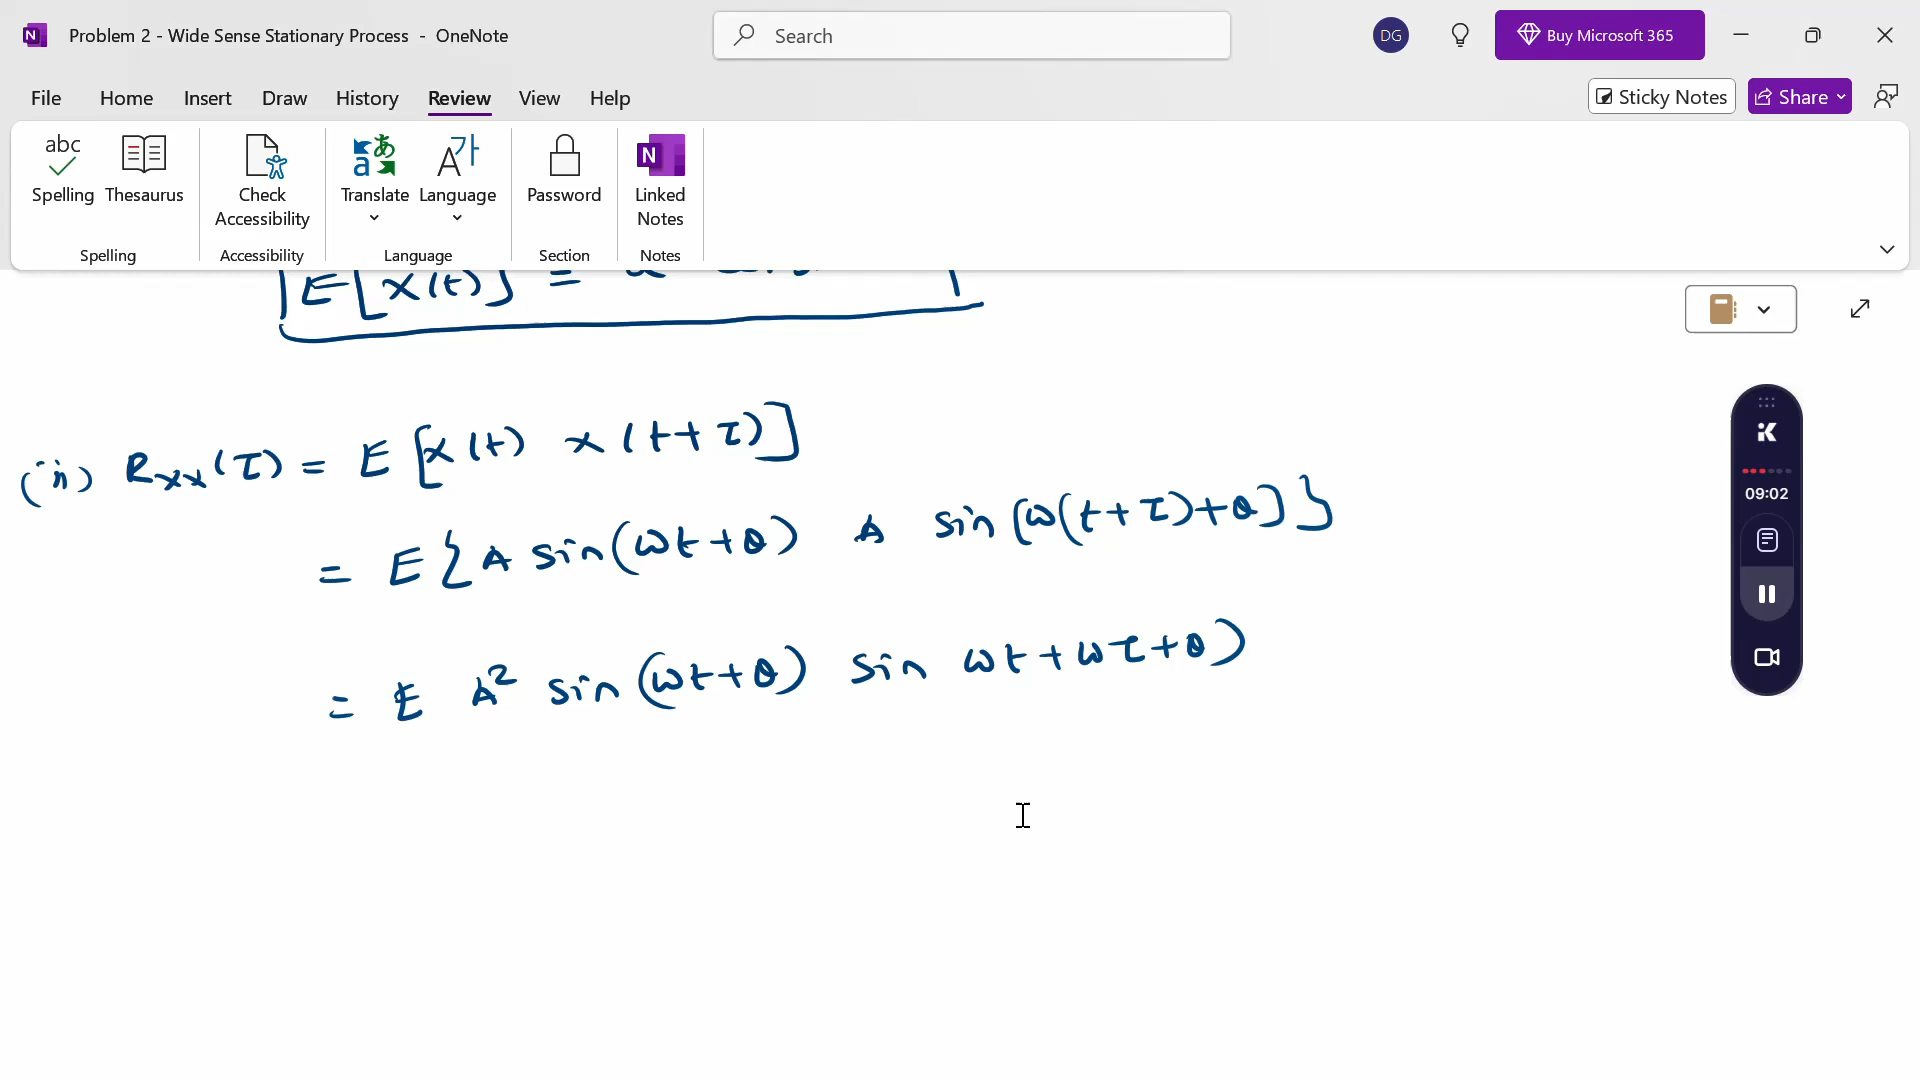 Problem 2 - Wide Sense Stationary Process - OneNote
Search
DG
Buy Microsoft 365
File Home Insert Draw History Review View Help
Sticky Notes Share
abc
Spelling Thesaurus Check Accessibility Translate Language Password Linked Notes
Spelling Accessibility Language Section Notes
E[X(t)] =
(ii) Rxx(τ) = E[X(t) X(t+τ)]
= E{A sin(ωt+θ) A sin[ω(t+τ)+θ]}
= E A² sin(ωt+θ) sin ωt+ωτ+θ)
09:02